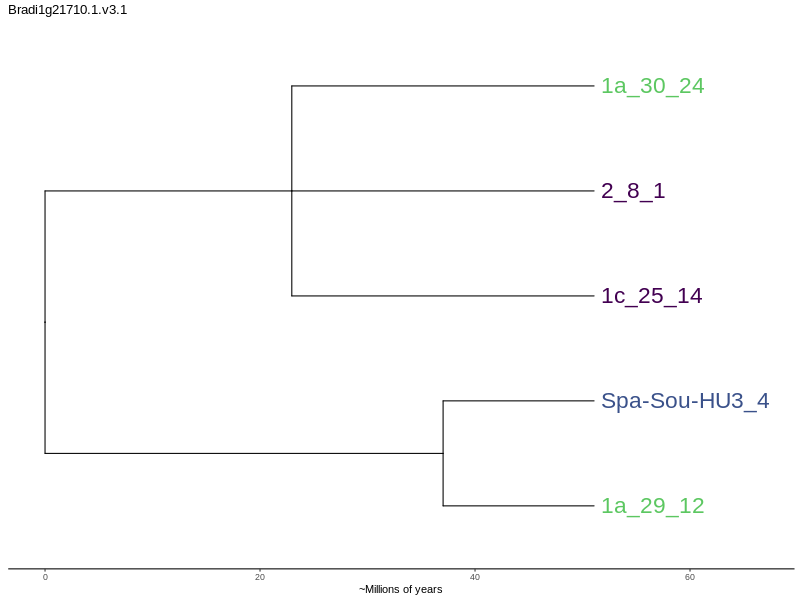 Bradi1g21710.1.v3.1
1a_30_24
2_8_1
1c_25_14
Spa-Sou-HU3_4
1a_29_12
0 20 40 60
~Millions of years